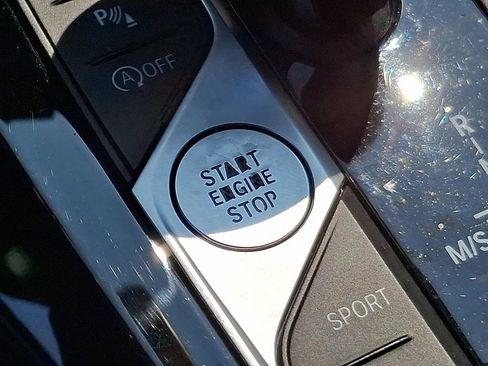 P
A OFF
START
ENGINE
STOP
SPORT
R
N
M/S